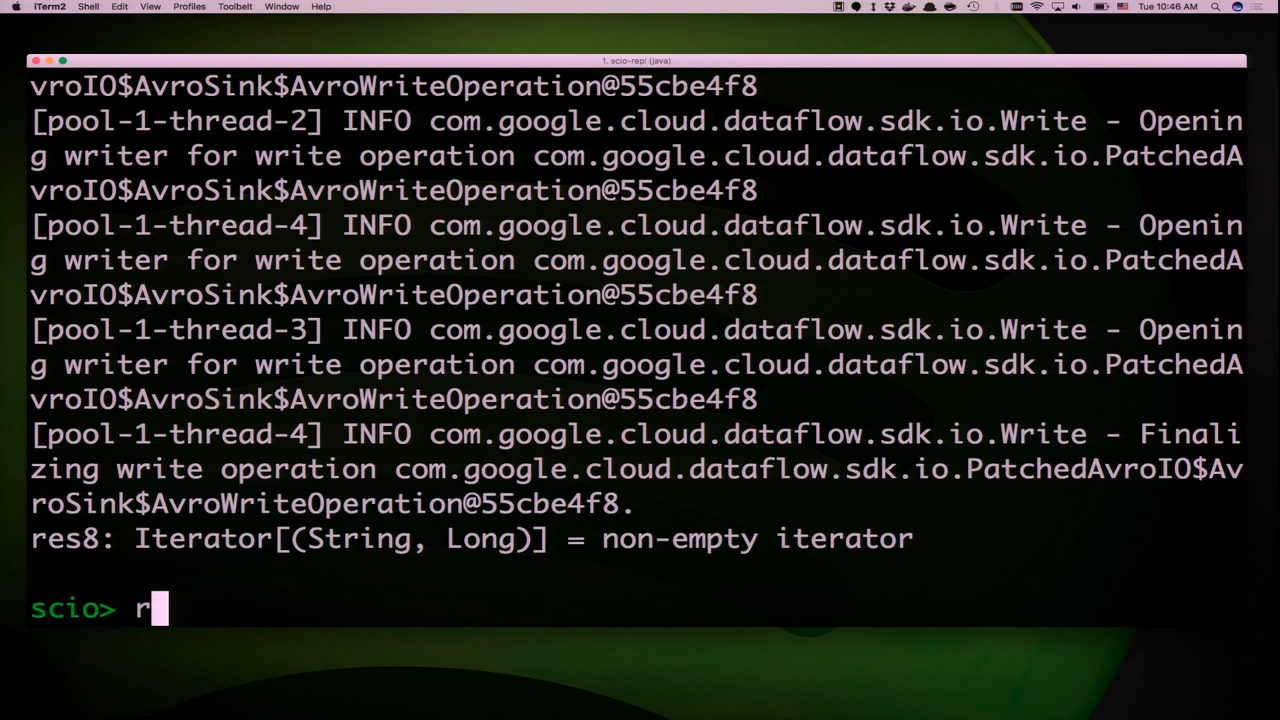 iTerm2 Shell Edit View Profiles Toolbelt Window Help Tue 10:46 AM
1. scio-repl (java)
vroIO$AvroSink$AvroWriteOperation@55cbe4f8
[pool-1-thread-2] INFO com.google.cloud.dataflow.sdk.io.Write - Openin
g writer for write operation com.google.cloud.dataflow.sdk.io.PatchedA
vroIO$AvroSink$AvroWriteOperation@55cbe4f8
[pool-1-thread-4] INFO com.google.cloud.dataflow.sdk.io.Write - Openin
g writer for write operation com.google.cloud.dataflow.sdk.io.PatchedA
vroIO$AvroSink$AvroWriteOperation@55cbe4f8
[pool-1-thread-3] INFO com.google.cloud.dataflow.sdk.io.Write - Openin
g writer for write operation com.google.cloud.dataflow.sdk.io.PatchedA
vroIO$AvroSink$AvroWriteOperation@55cbe4f8
[pool-1-thread-4] INFO com.google.cloud.dataflow.sdk.io.Write - Finali
zing write operation com.google.cloud.dataflow.sdk.io.PatchedAvroIO$Av
roSink$AvroWriteOperation@55cbe4f8.
res8: Iterator[(String, Long)] = non-empty iterator
scio> r